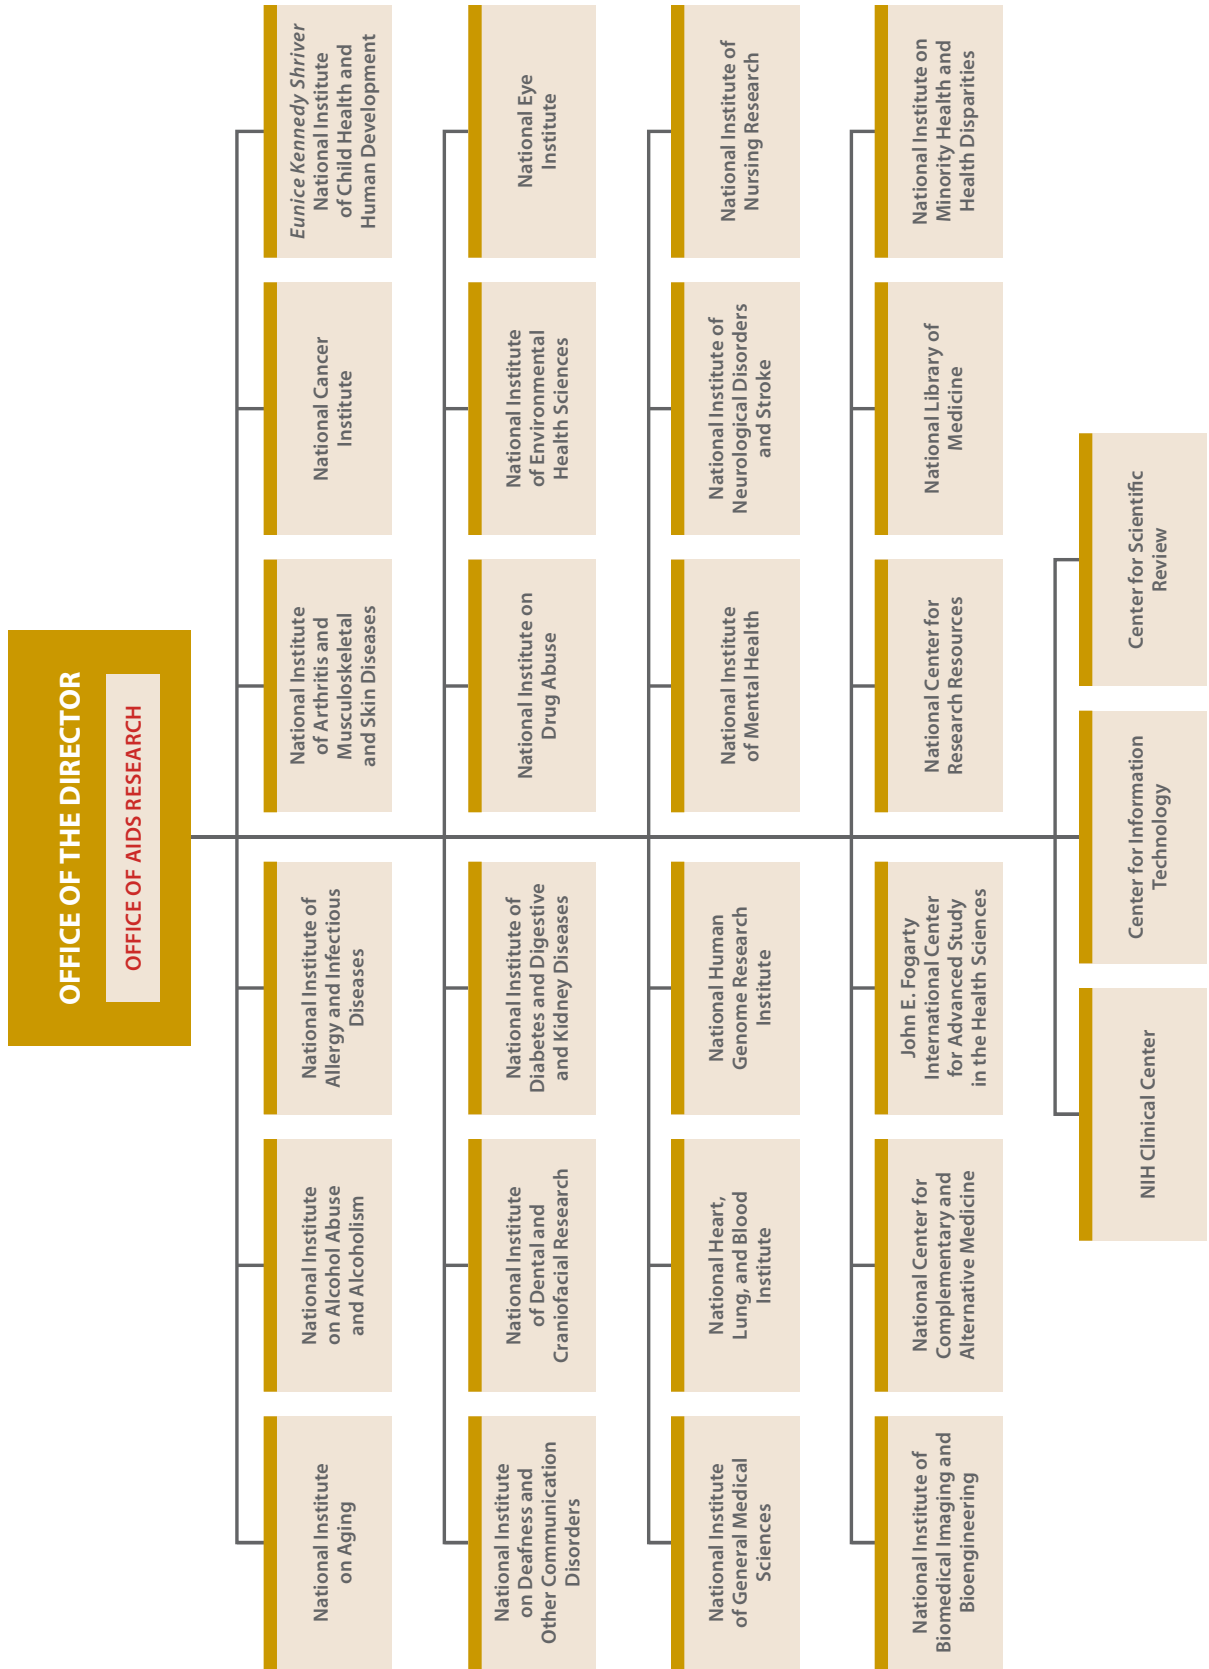 OFFICE OF THE DIRECTOR
OFFICE OF AIDS RESEARCH
National Institute
on Aging
National Institute
on Alcohol Abuse
and Alcoholism
National Institute of
Allergy and Infectious
Diseases
National Institute
of Arthritis and
Musculoskeletal
and Skin Diseases
National Cancer
Institute
Eunice Kennedy Shriver
National Institute
of Child Health and
Human Development
National Institute
on Deafness and
Other Communication
Disorders
National Institute
of Dental and
Craniofacial Research
National Institute of
Diabetes and Digestive
and Kidney Diseases
National Institute on
Drug Abuse
National Institute
of Environmental
Health Sciences
National Eye
Institute
National Institute
of General Medical
Sciences
National Heart,
Lung, and Blood
Institute
National Human
Genome Research
Institute
National Institute
of Mental Health
National Institute of
Neurological Disorders
and Stroke
National Institute of
Nursing Research
National Institute of
Biomedical Imaging and
Bioengineering
National Center for
Complementary and
Alternative Medicine
John E. Fogarty
International Center
for Advanced Study
in the Health Sciences
National Center for
Research Resources
National Library of
Medicine
National Institute on
Minority Health and
Health Disparities
NIH Clinical Center
Center for Information
Technology
Center for Scientific
Review